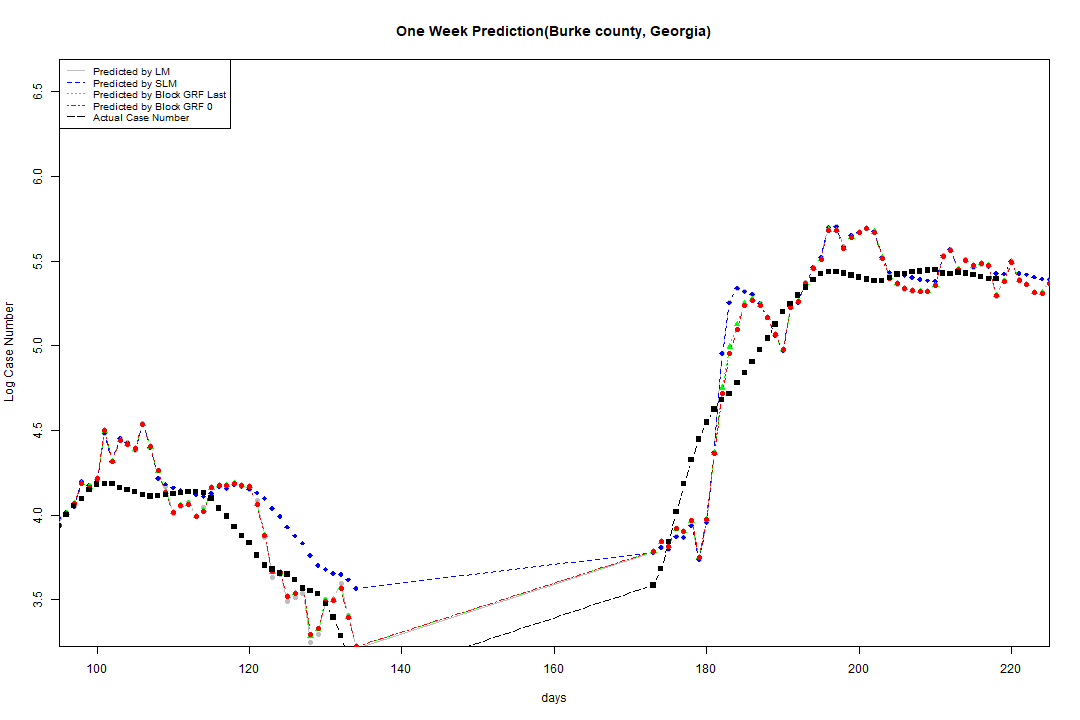 One Week Prediction(Burke county, Georgia)
Predicted by LM
Predicted by SLM
Predicted by Block GRF Last
Predicted by Block GRF 0
Actual Case Number
6.5
6.0
5.5
5.0
4.5
4.0
3.5
Log Case Number
100 120 140 160 180 200 220
days